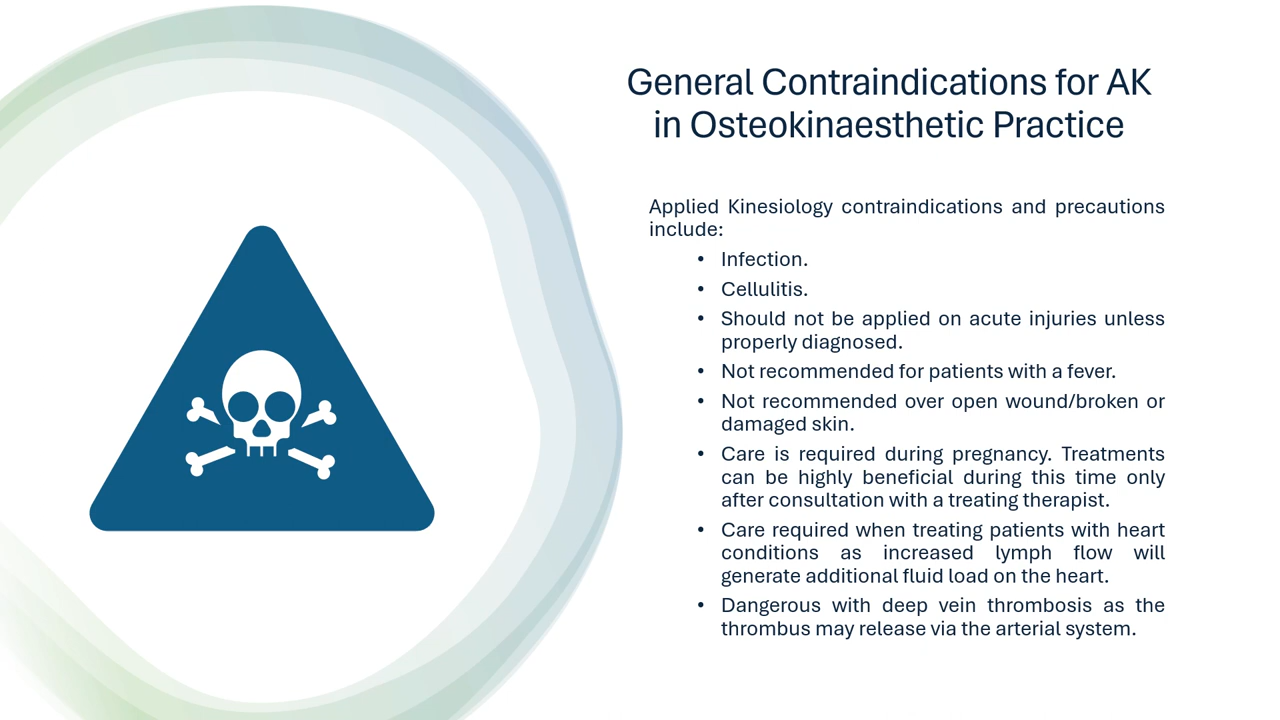 General Contraindications for AK
in Osteokinaesthetic Practice
Applied Kinesiology contraindications and precautions
include:
• Infection.
• Cellulitis.
• Should not be applied on acute injuries unless
properly diagnosed.
• Not recommended for patients with a fever.
• Not recommended over open wound/broken or
damaged skin.
• Care is required during pregnancy. Treatments
can be highly beneficial during this time only
after consultation with a treating therapist.
• Care required when treating patients with heart
conditions as increased lymph flow will
generate additional fluid load on the heart.
• Dangerous with deep vein thrombosis as the
thrombus may release via the arterial system.